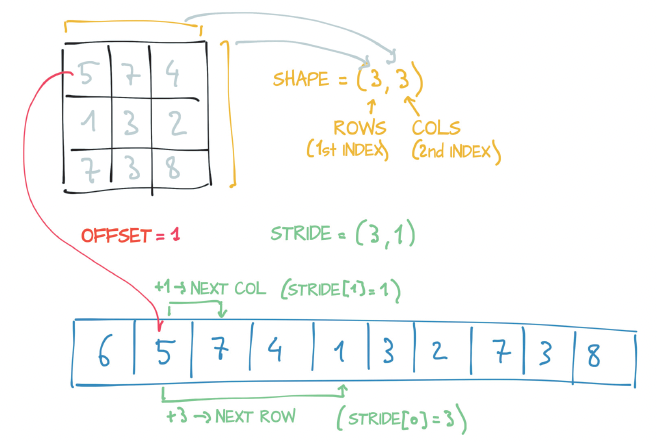 5 7 4
SHAPE = (3,3)
1 3 2
ROWS COLS
(1st INDEX) (2nd INDEX)
7 3 8
OFFSET = 1
STRIDE = (3,1)
+1→NEXT COL (STRIDE[1]=1)
6 5 7 4 1 3 2 7 3 8
+3→NEXT ROW (STRIDE[0]=3)